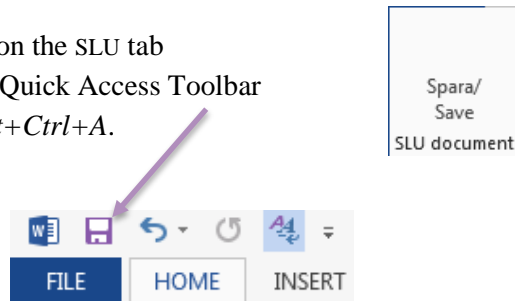 on the SLU tab
Quick Access Toolbar
t+Ctrl+A.
Spara/
Save
SLU document
FILE HOME INSERT